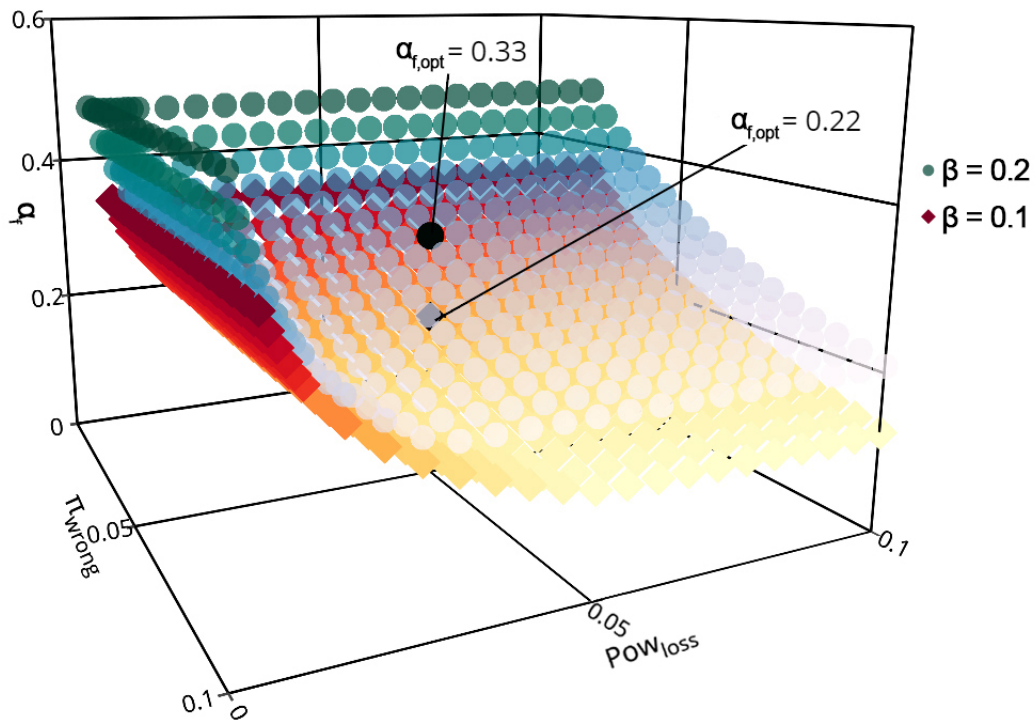 0.6
α_f,opt = 0.33
α_f,opt = 0.22
0.4
β = 0.2
β = 0.1
α_f
0.2
0
π_wrong
0.05
0.1
0.05
Pow_loss
0.1
0